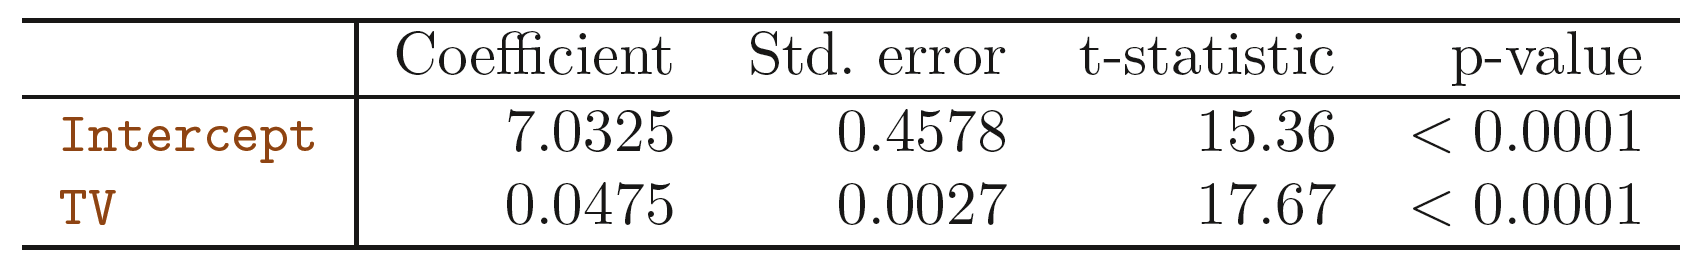 Coefficient Std. error t-statistic p-value
Intercept 7.0325 0.4578 15.36 < 0.0001
TV 0.0475 0.0027 17.67 < 0.0001